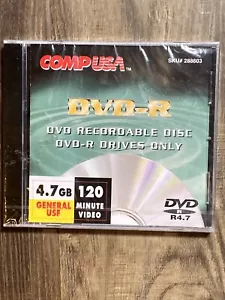 COMPUSA™
SKU# 288603
DVD-R
DVD RECORDABLE DISC
DVD-R DRIVES ONLY
4.7GB
GENERAL
USE
120
MINUTE
VIDEO
DVD
R
R4.7